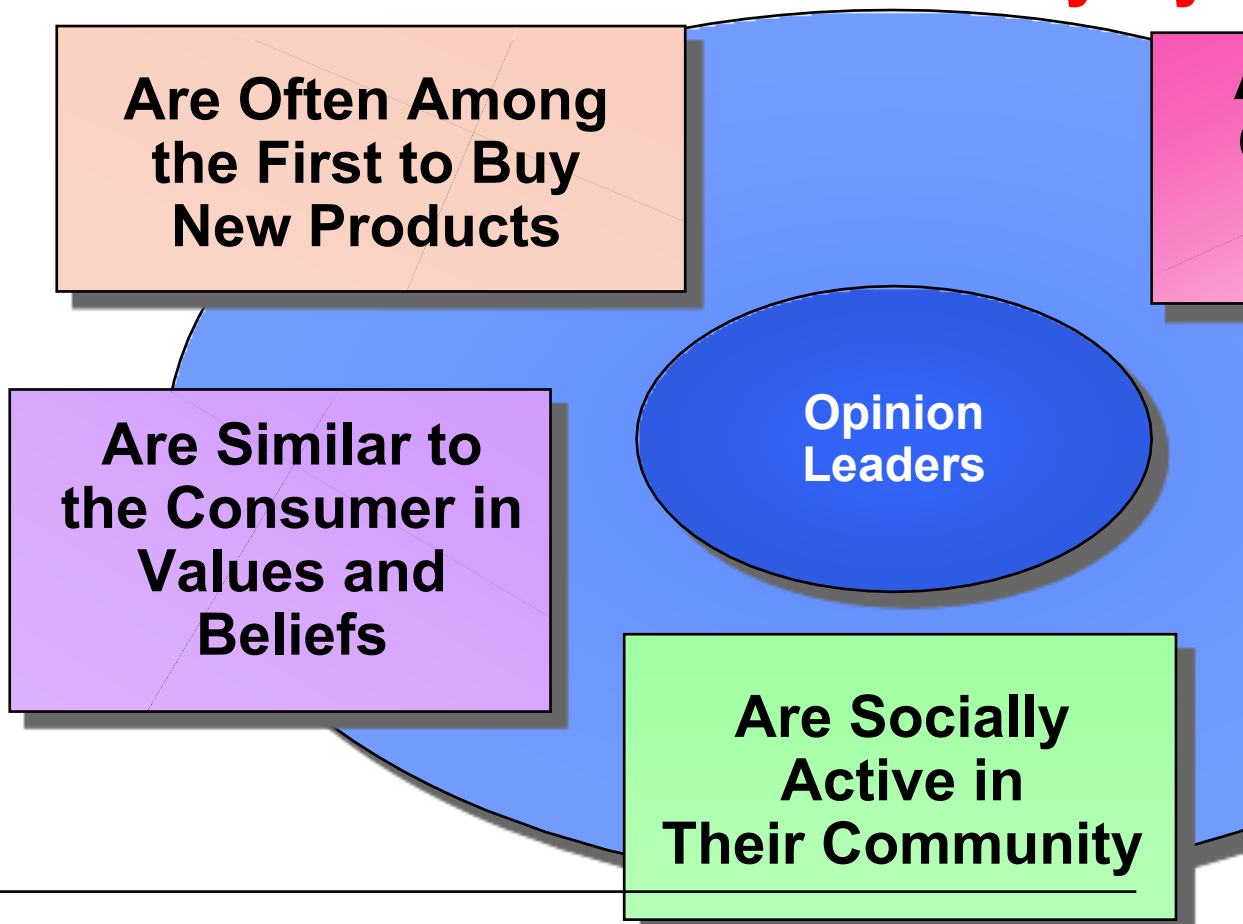 Are Often Among
the First to Buy
New Products
Opinion
Leaders
Are Similar to
the Consumer in
Values and
Beliefs
Are Socially
Active in
Their Community